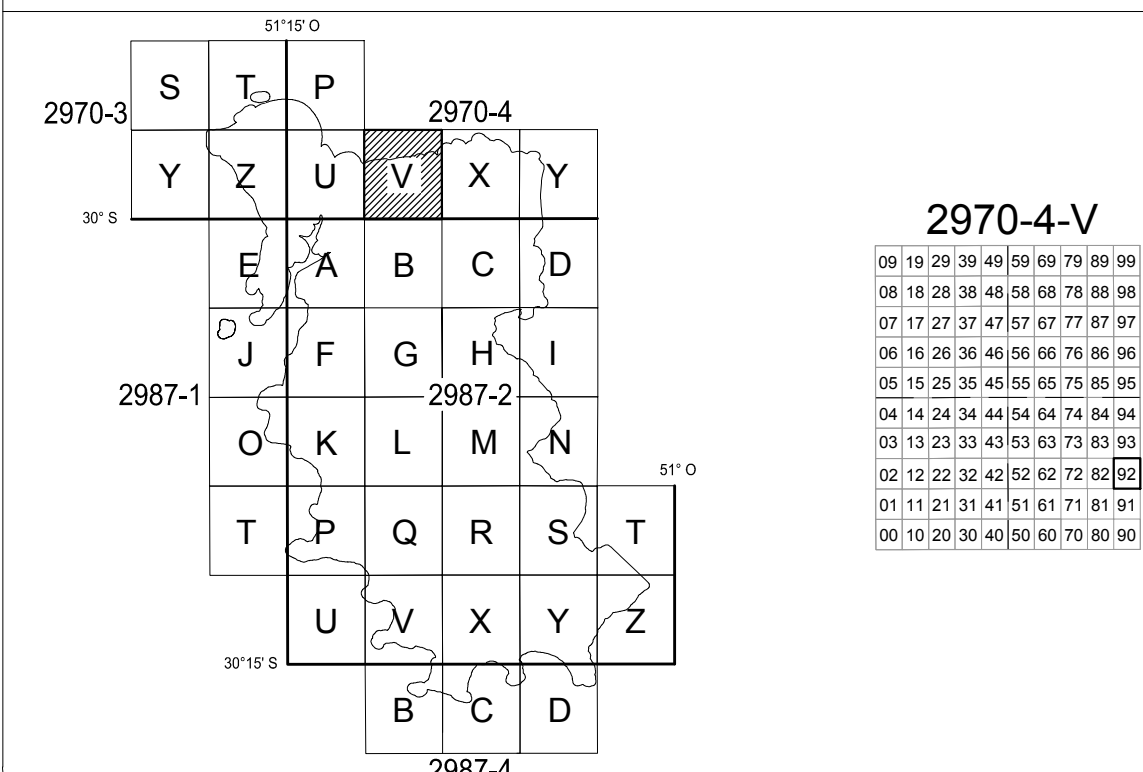 51°15' O
S T P
2970-3 2970-4
Y Z U V X Y
30° S
E A B C D
J F G H I
2987-1 2987-2
O K L M N
51° O
T P Q R S T
U V X Y Z
30°15' S
B C D
2987-4
2970-4-V
09 19 29 39 49 59 69 79 89 99
08 18 28 38 48 58 68 78 88 98
07 17 27 37 47 57 67 77 87 97
06 16 26 36 46 56 66 76 86 96
05 15 25 35 45 55 65 75 85 95
04 14 24 34 44 54 64 74 84 94
03 13 23 33 43 53 63 73 83 93
02 12 22 32 42 52 62 72 82 92
01 11 21 31 41 51 61 71 81 91
00 10 20 30 40 50 60 70 80 90